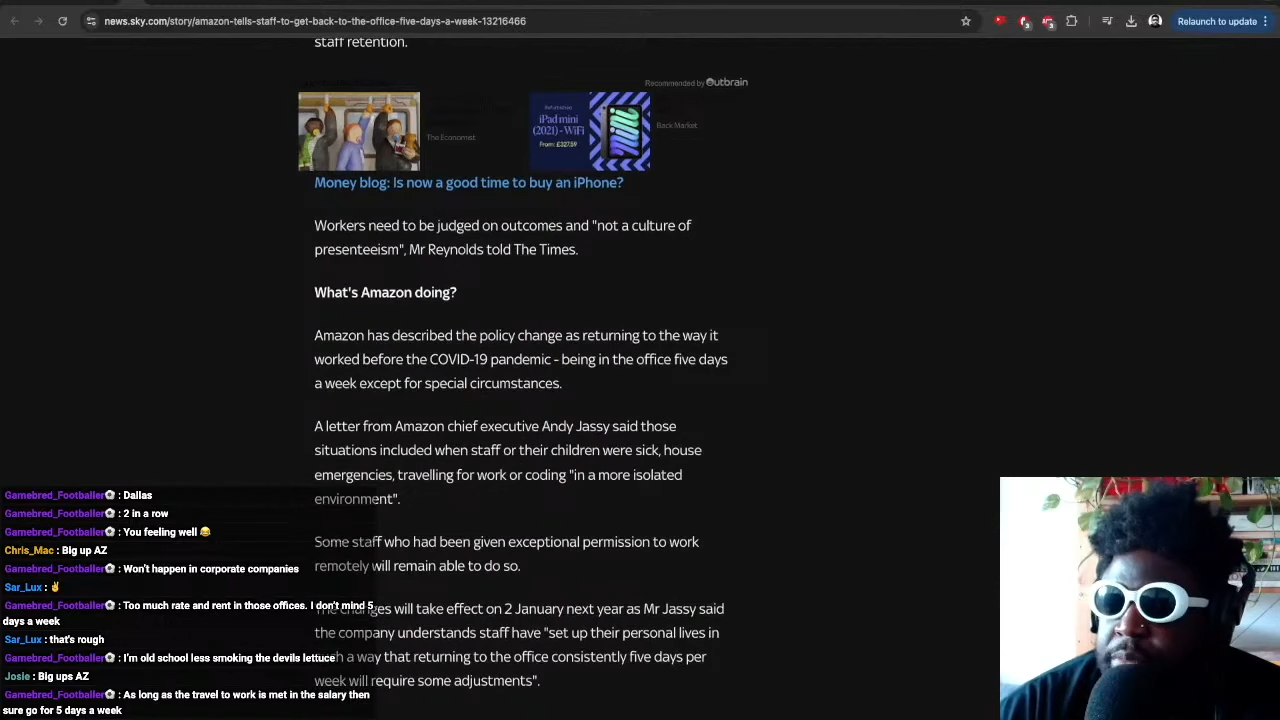 news.sky.com/story/amazon-tells-staff-to-get-back-to-the-office-five-days-a-week-13216466
Relaunch to update
staff retention.
Recommended by Outbrain
The Economist
Refurbished
iPad mini
(2021) - WiFi
From: £327.59
Back Market
Money blog: Is now a good time to buy an iPhone?
Workers need to be judged on outcomes and "not a culture of
presenteeism", Mr Reynolds told The Times.
What's Amazon doing?
Amazon has described the policy change as returning to the way it
worked before the COVID-19 pandemic - being in the office five days
a week except for special circumstances.
A letter from Amazon chief executive Andy Jassy said those
situations included when staff or their children were sick, house
emergencies, travelling for work or coding "in a more isolated
environment".
Some staff who had been given exceptional permission to work
remotely will remain able to do so.
changes will take effect on 2 January next year as Mr Jassy said
the company understands staff have "set up their personal lives in
a way that returning to the office consistently five days per
week will require some adjustments".
Gamebred_Footballer : Dallas
Gamebred_Footballer : 2 in a row
Gamebred_Footballer : You feeling well 😂
Chris_Mac : Big up AZ
Gamebred_Footballer : Won't happen in corporate companies
Sar_Lux : ✌
Gamebred_Footballer : Too much rate and rent in those offices. I don't mind 5
days a week
Sar_Lux : that's rough
Gamebred_Footballer : I'm old school less smoking the devils lettuce
Josie : Big ups AZ
Gamebred_Footballer : As long as the travel to work is met in the salary then
sure go for 5 days a week